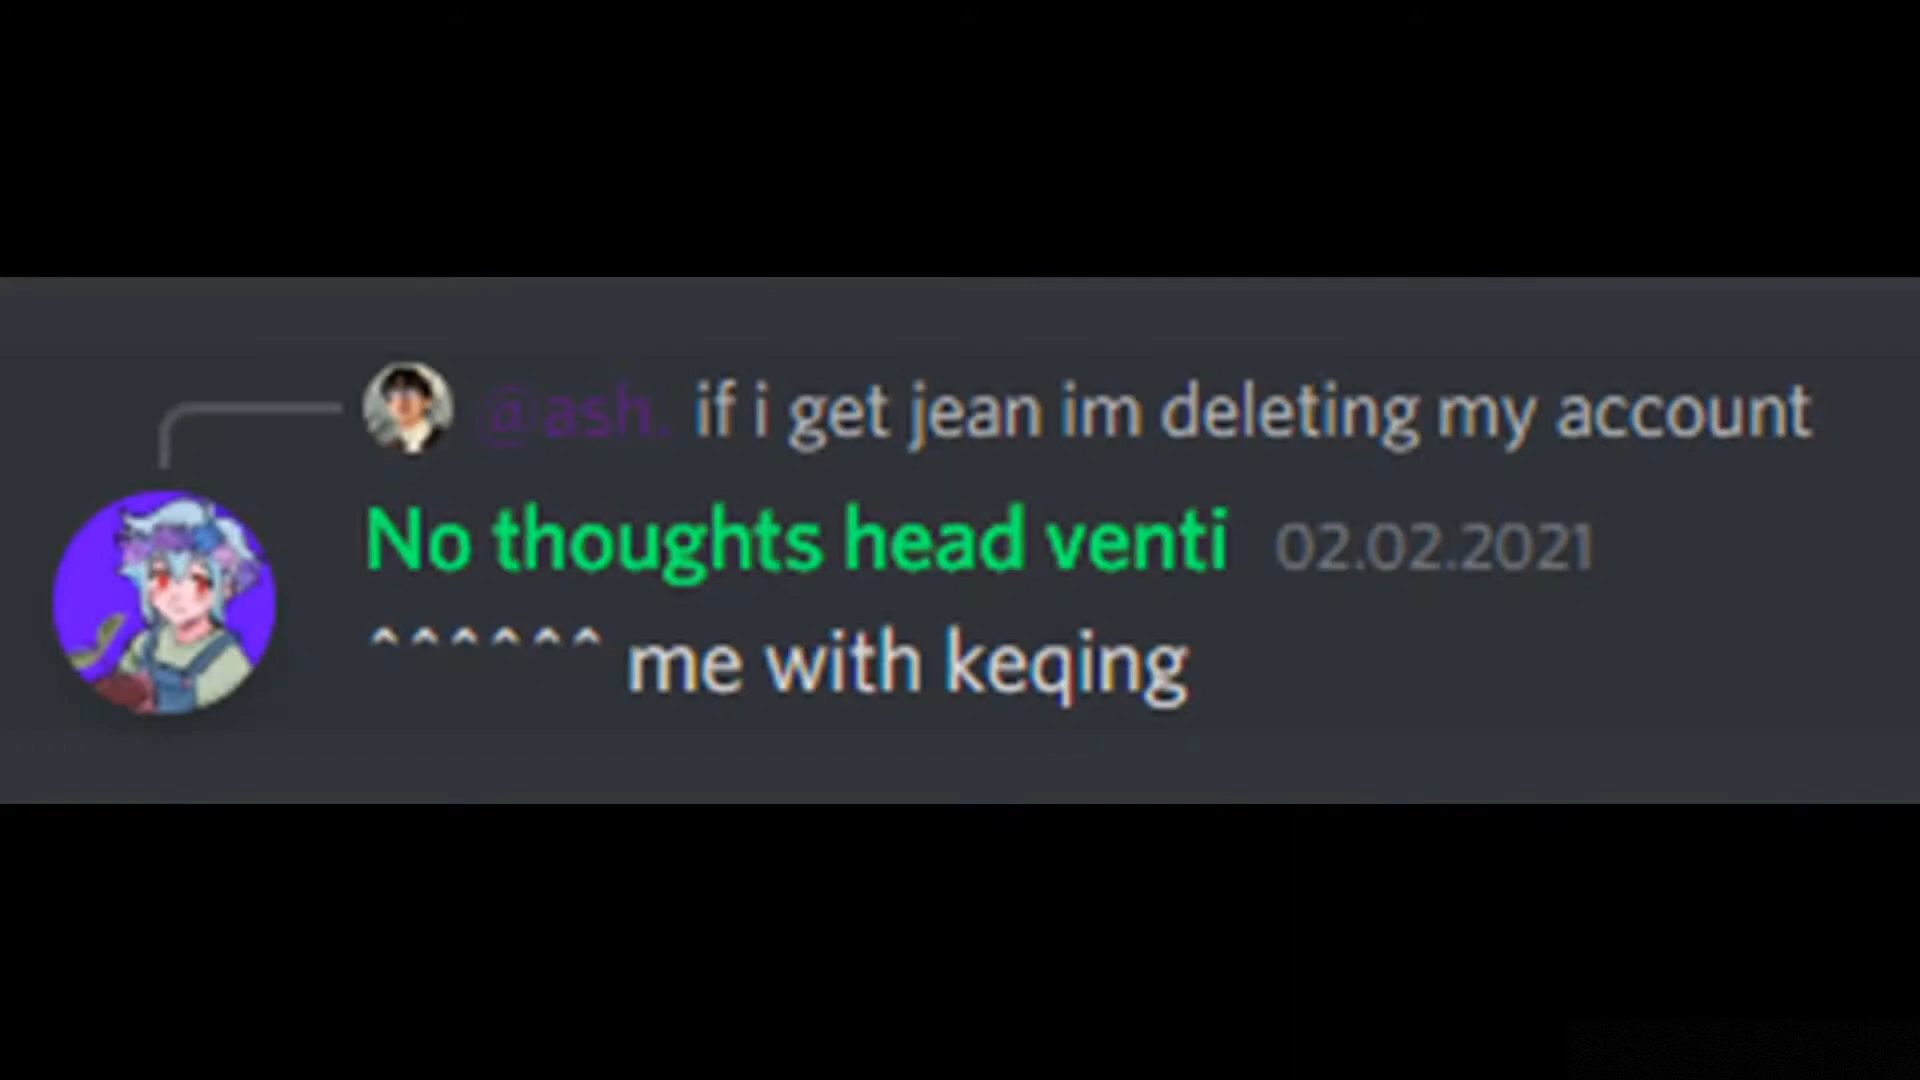 @ash. if i get jean im deleting my account
No thoughts head venti 02.02.2021
^^^^^^ me with keqing